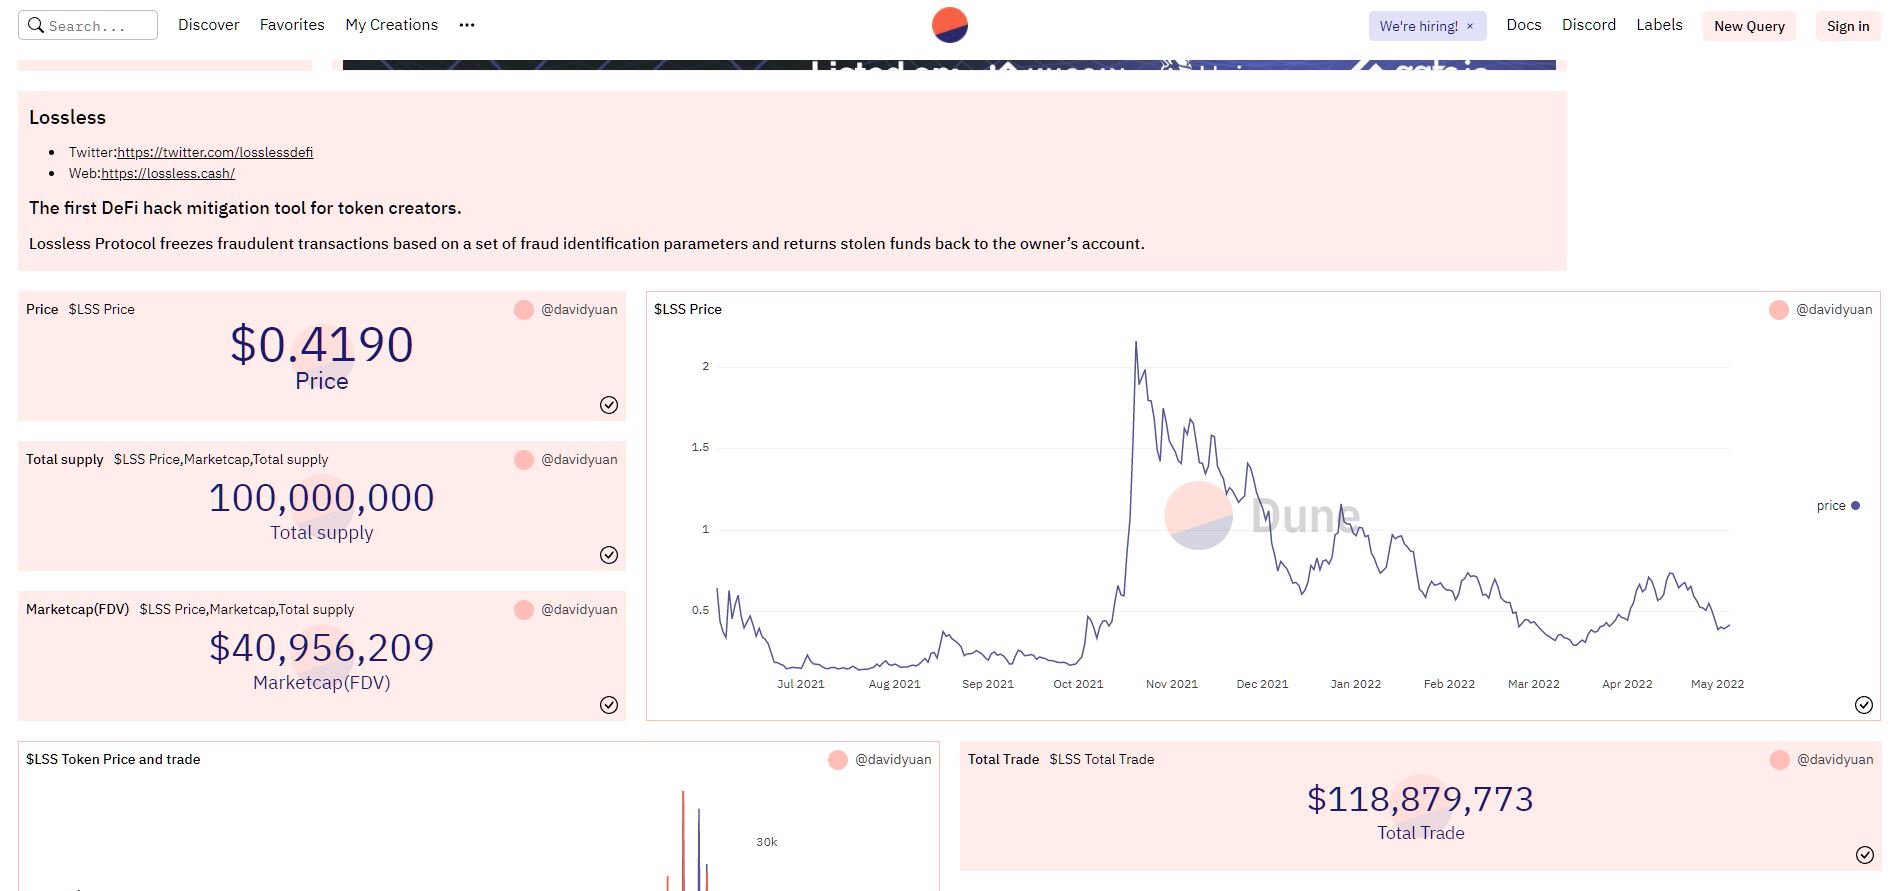 Search...
Discover
Favorites
My Creations
We're hiring! ×
Docs
Discord
Labels
New Query
Sign in
Listed on:
Lossless
Twitter:https://twitter.com/losslessdefi
Web:https://lossless.cash/
The first DeFi hack mitigation tool for token creators.
Lossless Protocol freezes fraudulent transactions based on a set of fraud identification parameters and returns stolen funds back to the owner’s account.
Price $LSS Price
@davidyuan
$0.4190
Price
Total supply $LSS Price,Marketcap,Total supply
@davidyuan
100,000,000
Total supply
Marketcap(FDV) $LSS Price,Marketcap,Total supply
@davidyuan
$40,956,209
Marketcap(FDV)
$LSS Price
@davidyuan
2
1.5
1
0.5
Dune
price
Jul 2021
Aug 2021
Sep 2021
Oct 2021
Nov 2021
Dec 2021
Jan 2022
Feb 2022
Mar 2022
Apr 2022
May 2022
$LSS Token Price and trade
@davidyuan
30k
Total Trade $LSS Total Trade
@davidyuan
$118,879,773
Total Trade